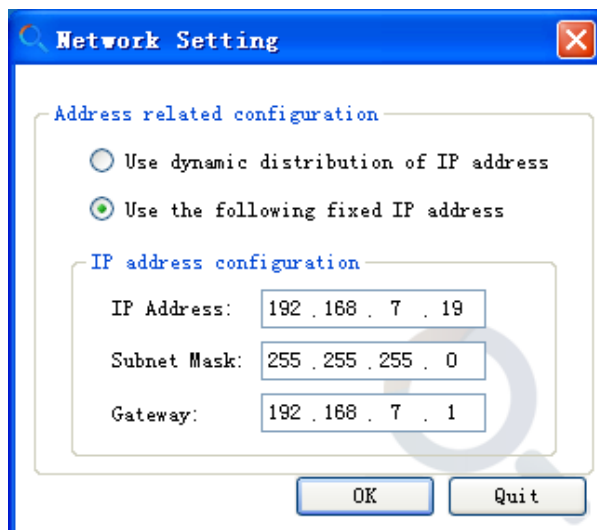 Network Setting
Address related configuration
Use dynamic distribution of IP address
Use the following fixed IP address
IP address configuration
IP Address: 192 . 168 . 7 . 19
Subnet Mask: 255 . 255 . 255 . 0
Gateway: 192 . 168 . 7 . 1
OK Quit